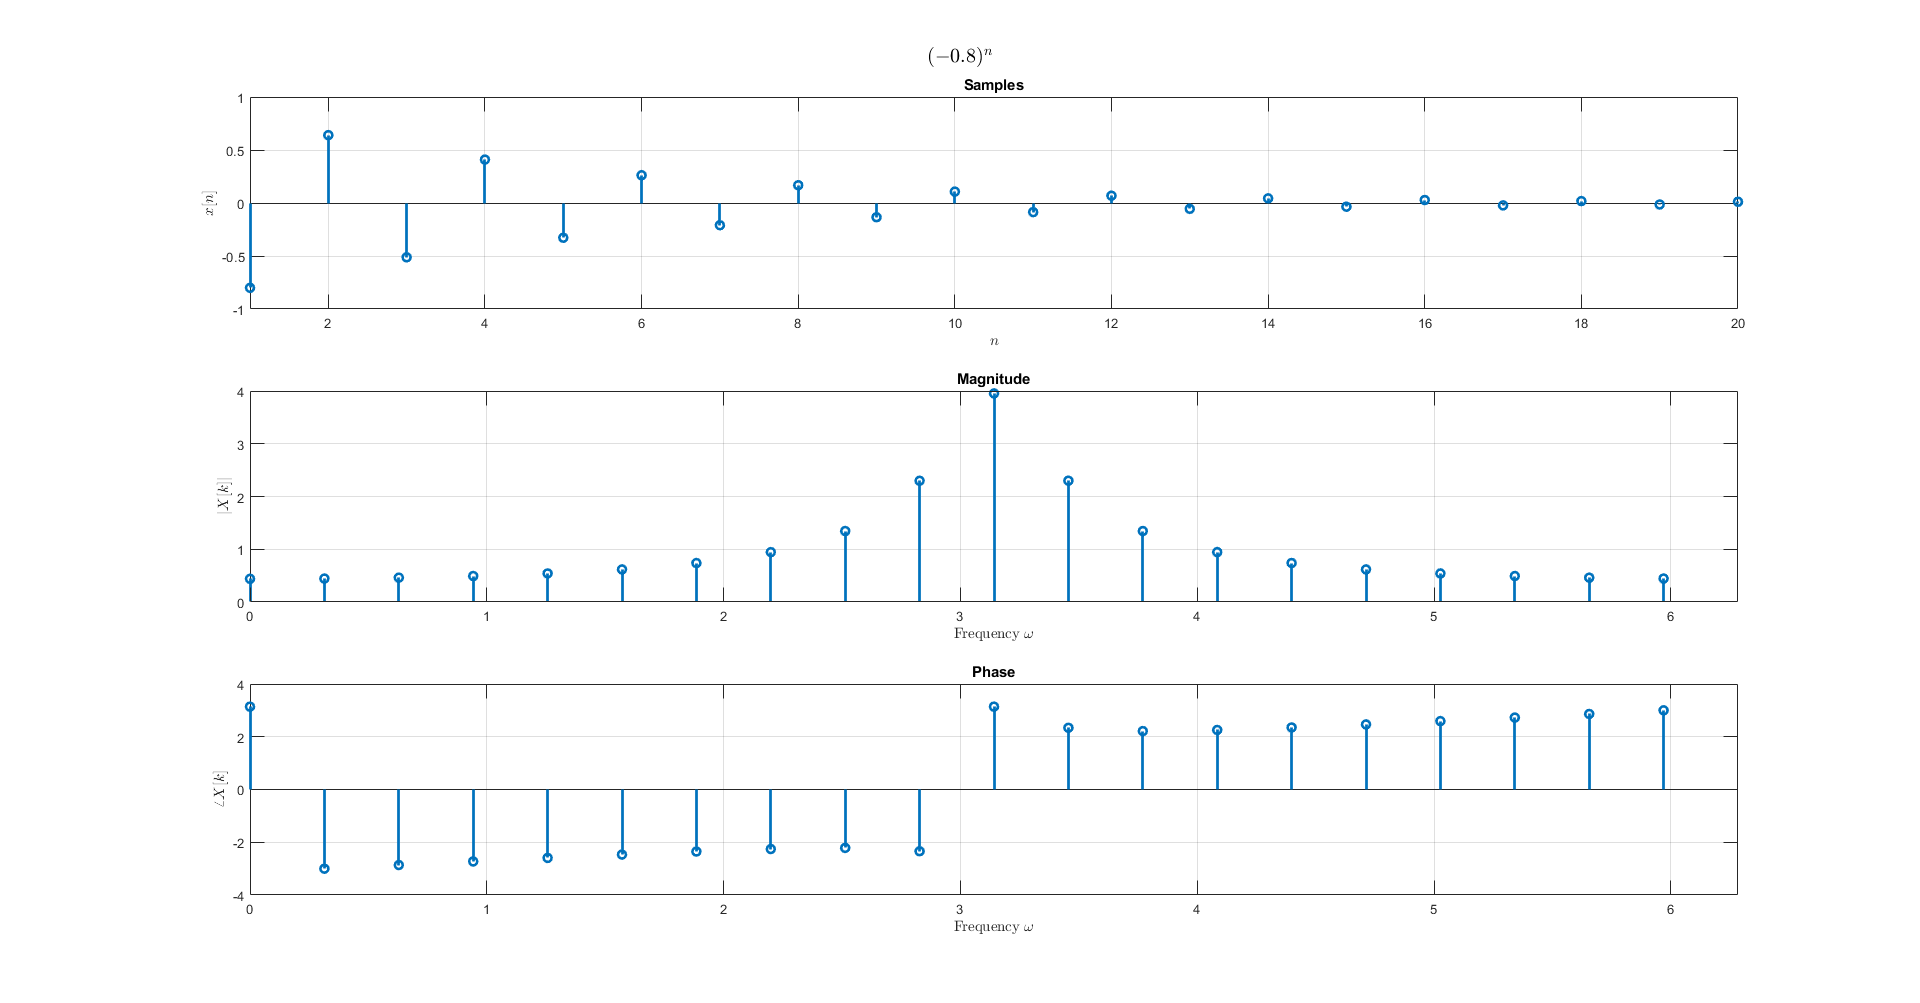 (−0.8)ⁿ
Samples
1
0.5
0
-0.5
-1
x[n]
2 4 6 8 10 12 14 16 18 20
n
Magnitude
4
3
2
1
0
|X[k]|
0 1 2 3 4 5 6
Frequency ω
Phase
4
2
0
-2
-4
∠X[k]
0 1 2 3 4 5 6
Frequency ω